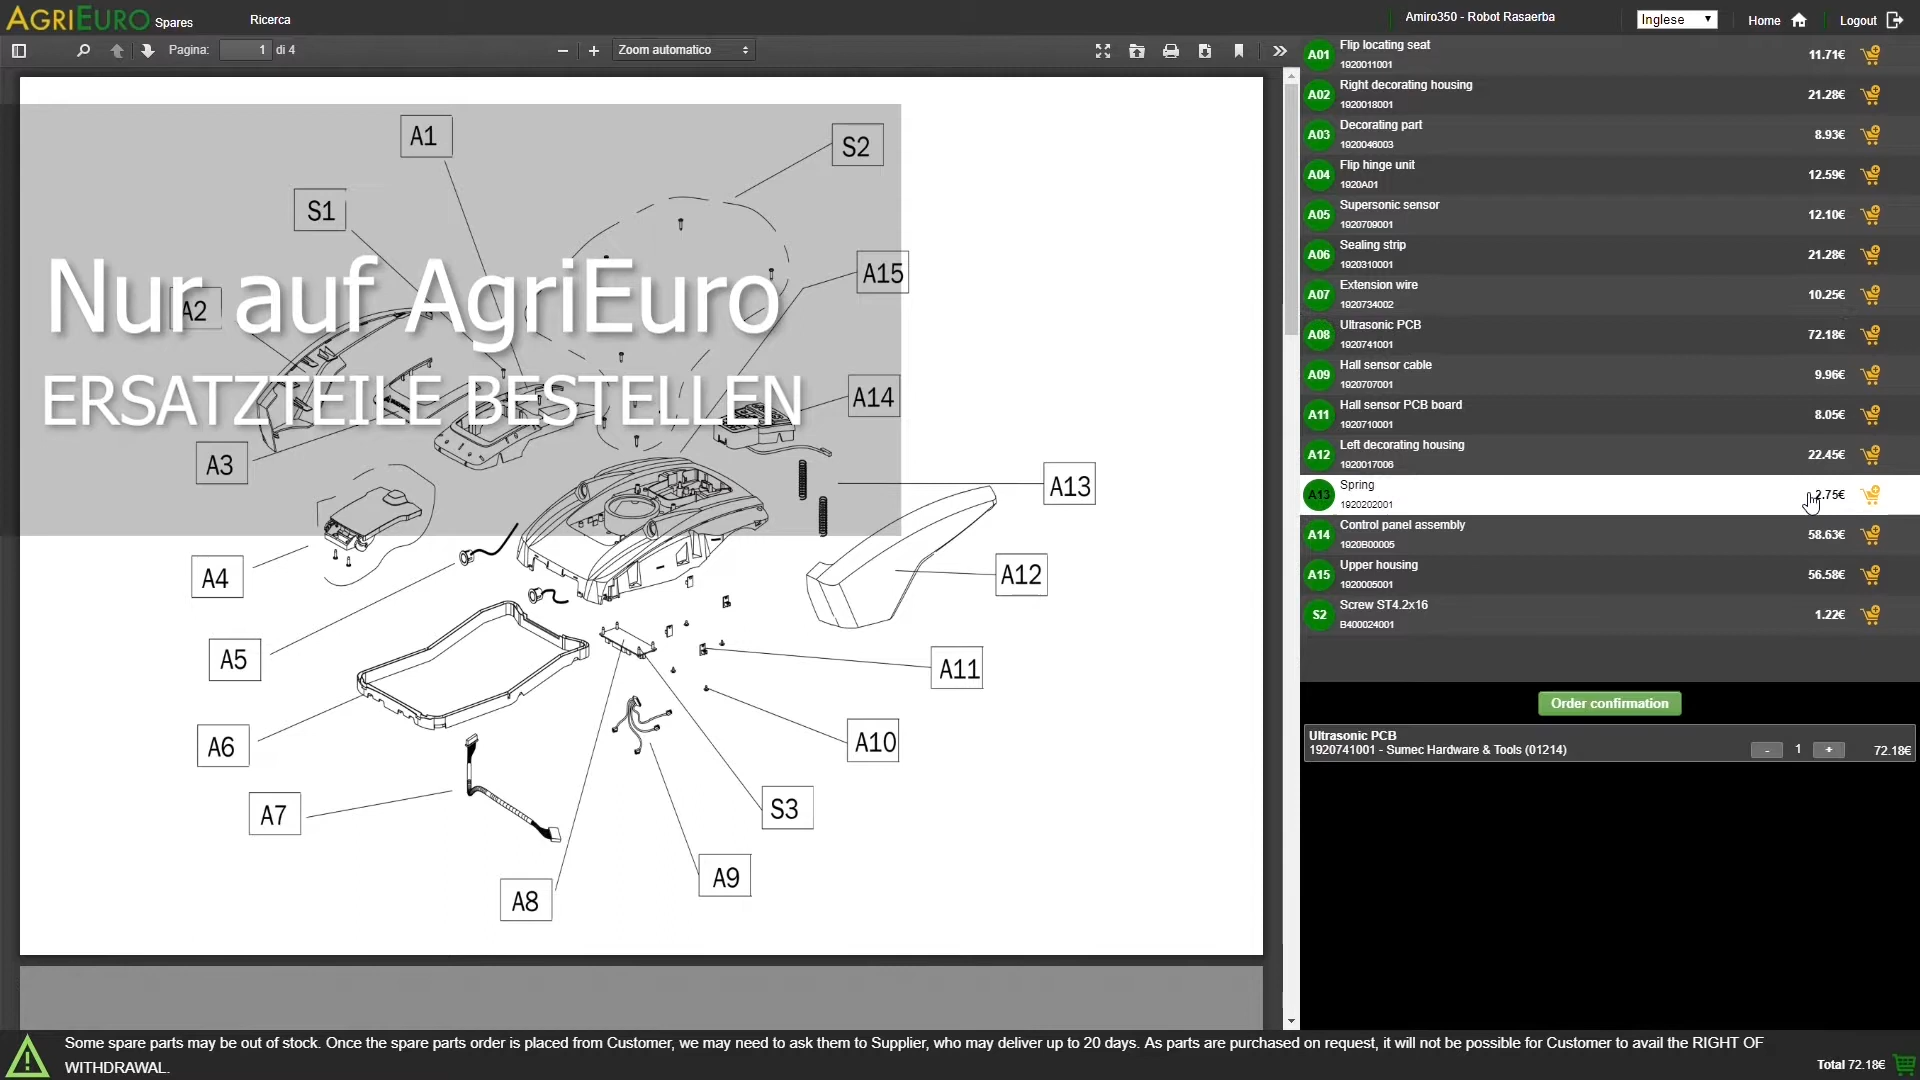 AGRIEURO Spares
Ricerca
Amiro350 - Robot Rasaerba
Inglese
Home
Logout
Pagina: 1 di 4
Zoom automatico
A1
S2
S1
A15
A2
Nur auf AgriEuro
ERSATZTEILE BESTELLEN
A14
A3
A13
A4
A12
A5
A11
A6
A10
A7
S3
A9
A8
A01 Flip locating seat 11.71€
1920011001
A02 Right decorating housing 21.28€
1920018001
A03 Decorating part 8.93€
1920046003
A04 Flip hinge unit 12.59€
1920A01
A05 Supersonic sensor 12.10€
1920709001
A06 Sealing strip 21.28€
1920310001
A07 Extension wire 10.25€
1920734002
A08 Ultrasonic PCB 72.18€
1920741001
A09 Hall sensor cable 9.96€
1920707001
A11 Hall sensor PCB board 8.05€
1920710001
A12 Left decorating housing 22.45€
1920017006
A13 Spring 2.75€
1920202001
A14 Control panel assembly 58.63€
1920B00005
A15 Upper housing 56.58€
1920005001
S2 Screw ST4.2x16 1.22€
B400024001
Order confirmation
Ultrasonic PCB
1920741001 - Sumec Hardware & Tools (01214) - 1 + 72.18€
Some spare parts may be out of stock. Once the spare parts order is placed from Customer, we may need to ask them to Supplier, who may deliver up to 20 days. As parts are purchased on request, it will not be possible for Customer to avail the RIGHT OF
WITHDRAWAL.
Total 72.18€